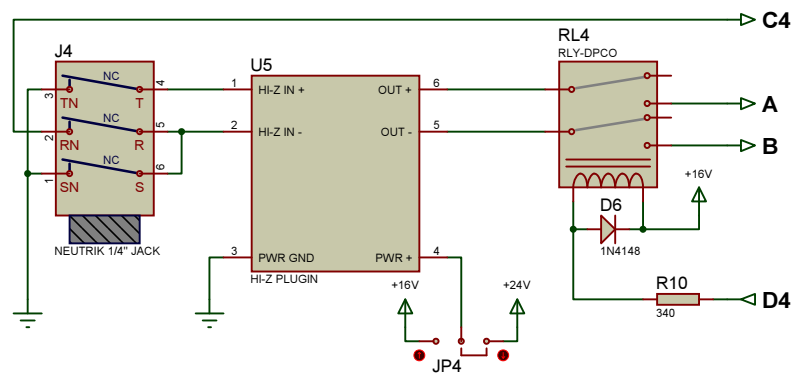 C4
J4
NC
3
TN
T
4
NC
2
RN
R
5
NC
1
SN
S
6
NEUTRIK 1/4" JACK
U5
1
HI-Z IN +
OUT +
6
2
HI-Z IN -
OUT -
5
3
PWR GND
PWR +
4
HI-Z PLUGIN
RL4
RLY-DPCO
A
B
+16V
D6
1N4148
R10
340
D4
+16V
+24V
JP4